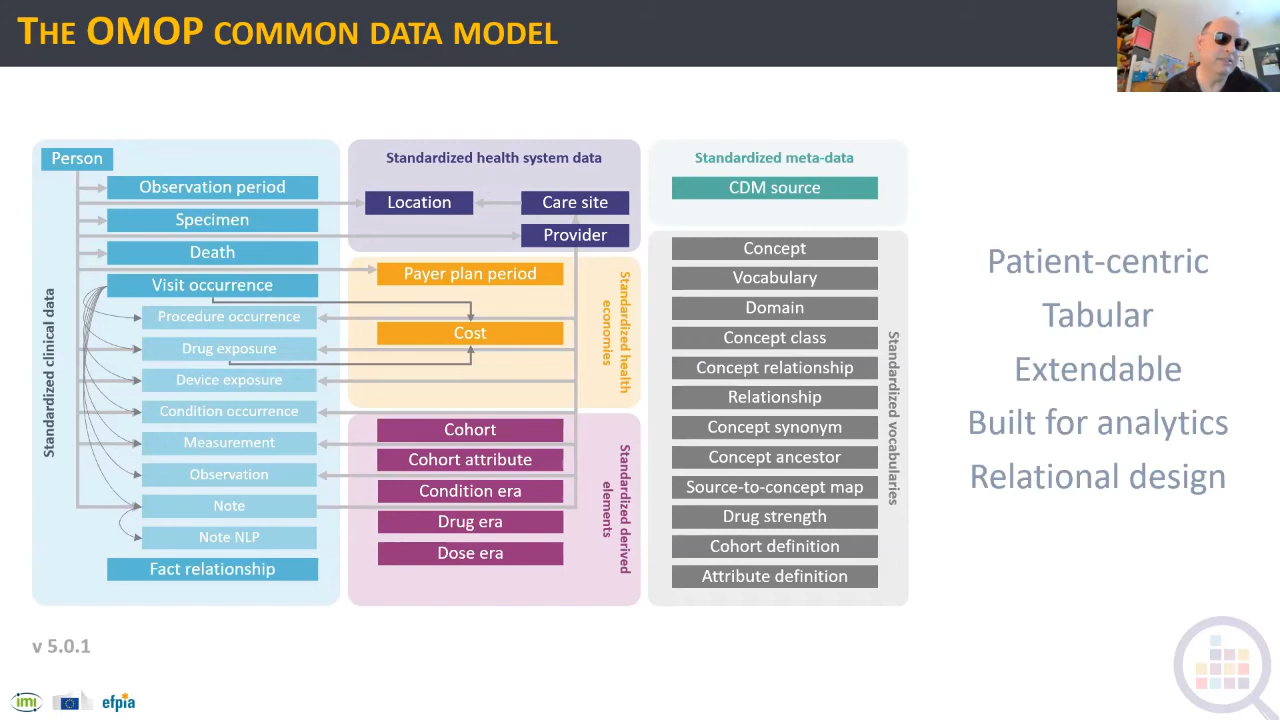 THE OMOP COMMON DATA MODEL
Person
Observation period
Specimen
Death
Visit occurrence
Procedure occurrence
Drug exposure
Device exposure
Condition occurrence
Measurement
Observation
Note
Note NLP
Fact relationship
Standardized clinical data
Standardized health system data
Location
Care site
Provider
Payer plan period
Cost
Standardized health
economies
Cohort
Cohort attribute
Condition era
Drug era
Dose era
Standardized derived
elements
Standardized meta-data
CDM source
Concept
Vocabulary
Domain
Concept class
Concept relationship
Relationship
Concept synonym
Concept ancestor
Source-to-concept map
Drug strength
Cohort definition
Attribute definition
Standardized vocabularies
Patient-centric
Tabular
Extendable
Built for analytics
Relational design
v 5.0.1
imi
efpia